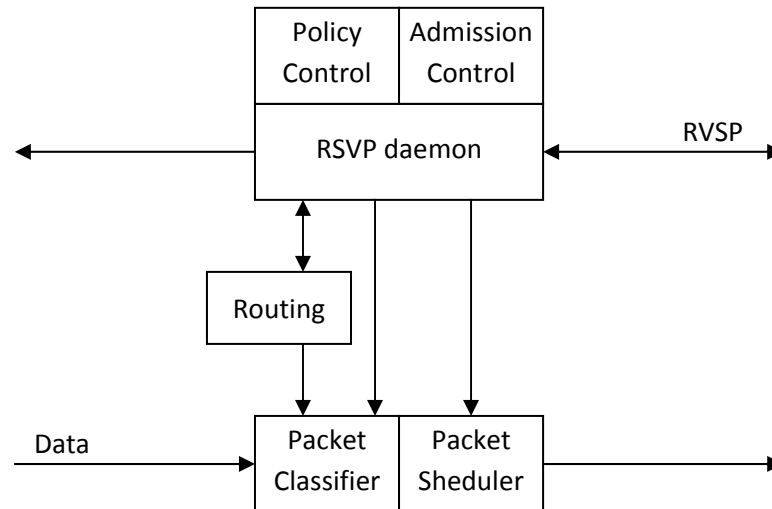 Policy
Control
Admission
Control
RSVP daemon
RVSP
Routing
Data
Packet
Classifier
Packet
Sheduler